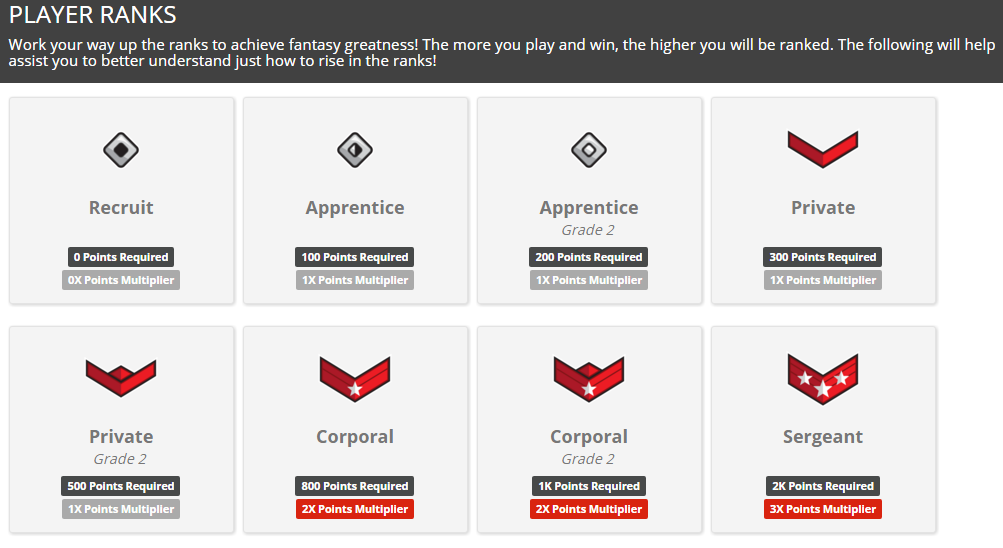 PLAYER RANKS
Work your way up the ranks to achieve fantasy greatness! The more you play and win, the higher you will be ranked. The following will help
assist you to better understand just how to rise in the ranks!
Recruit
0 Points Required
0X Points Multiplier
Apprentice
100 Points Required
1X Points Multiplier
Apprentice
Grade 2
200 Points Required
1X Points Multiplier
Private
300 Points Required
1X Points Multiplier
Private
Grade 2
500 Points Required
1X Points Multiplier
Corporal
800 Points Required
2X Points Multiplier
Corporal
Grade 2
1K Points Required
2X Points Multiplier
Sergeant
2K Points Required
3X Points Multiplier